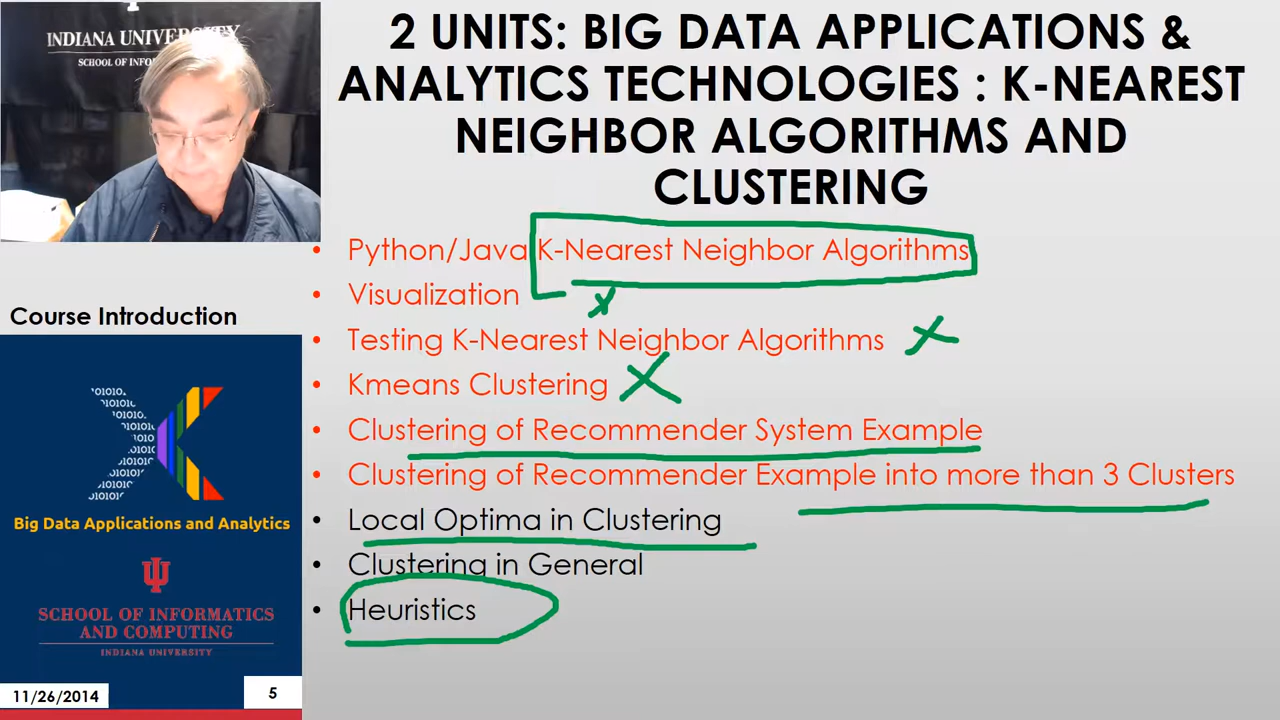 INDIANA UNIVERSITY
SCHOOL OF INFOR
2 UNITS: BIG DATA APPLICATIONS &
ANALYTICS TECHNOLOGIES : K-NEAREST
NEIGHBOR ALGORITHMS AND
CLUSTERING
• Python/Java K-Nearest Neighbor Algorithms
• Visualization
• Testing K-Nearest Neighbor Algorithms
• Kmeans Clustering
• Clustering of Recommender System Example
• Clustering of Recommender Example into more than 3 Clusters
• Local Optima in Clustering
• Clustering in General
• Heuristics
Course Introduction
Big Data Applications and Analytics
SCHOOL OF INFORMATICS
AND COMPUTING
INDIANA UNIVERSITY
11/26/2014
5